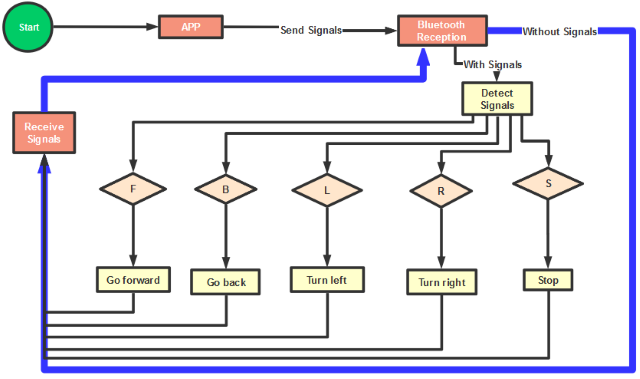 Start
APP
Send Signals
Bluetooth
Reception
Without Signals
With Signals
Detect
Signals
Receive
Signals
F
B
L
R
S
Go forward
Go back
Turn left
Turn right
Stop